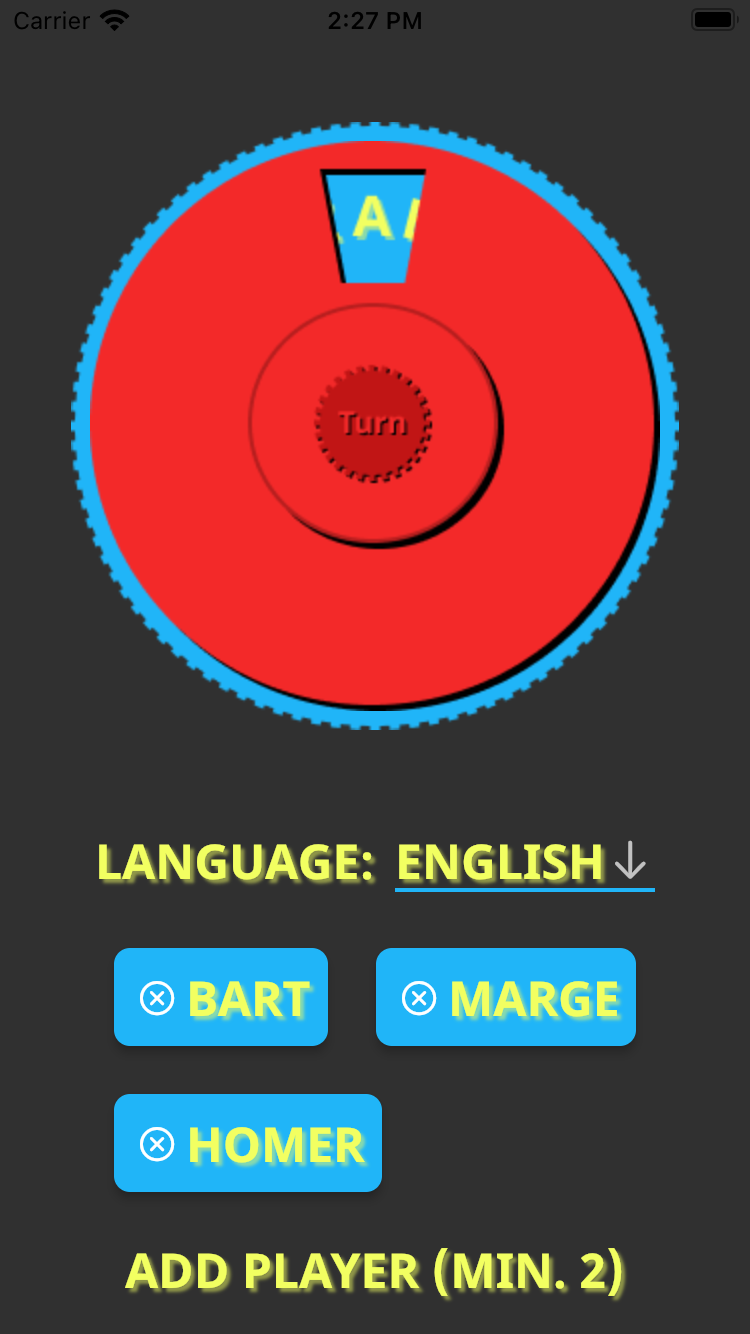 Carrier 2:27 PM
A
Turn
LANGUAGE: ENGLISH
BART MARGE
HOMER
ADD PLAYER (MIN. 2)